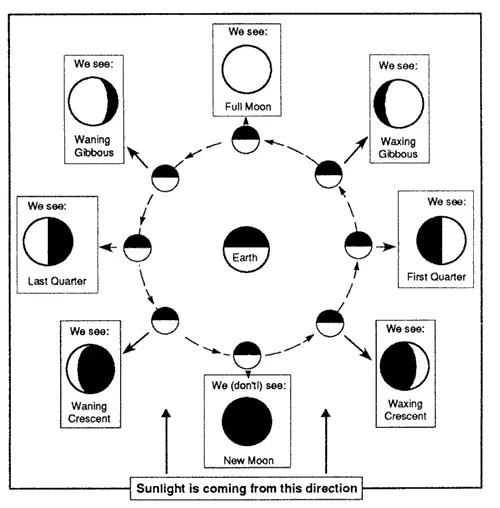 We see:
Full Moon
We see:
Waning
Gibbous
We see:
Waxing
Gibbous
We see:
Last Quarter
Earth
We see:
First Quarter
We see:
Waning
Crescent
We (don't) see:
New Moon
We see:
Waxing
Crescent
Sunlight is coming from this direction